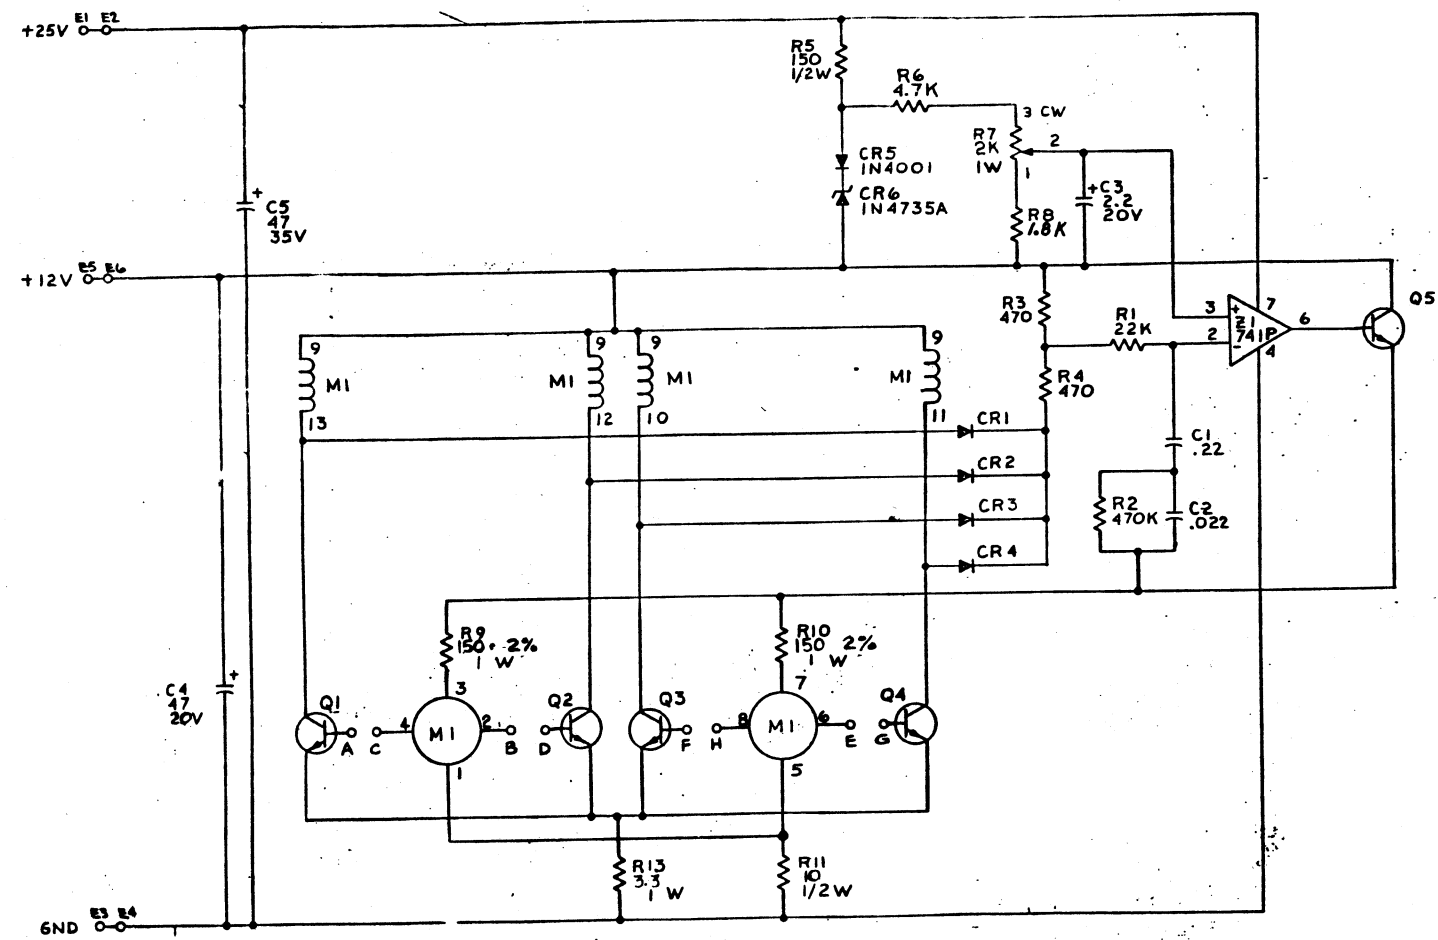 +25V E1 E2
R5
150
1/2W
R6
4.7K
3 CW
R7
2K
1W
2
1
CR5
1N4001
CR6
1N4735A
+ C3
2.2
20V
R8
1.8K
+
C5
47
35V
+12V E5 E6
R3
470
R1
22K
3
2
+
Z1
741P
-
7
4
6
Q5
9
M1
13
9
M1
12
9
M1
10
9
M1
11
R4
470
CR1
CR2
CR3
CR4
C1
.22
R2
470K
C2
.022
R9
150 2%
1 W
R10
150 2%
1 W
+
C4
47
20V
Q1
A
C
4
3
M1
2
1
B
D
Q2
Q3
F
H
8
7
M1
6
5
E
G
Q4
R13
3.3
1 W
R11
10
1/2W
GND E3 E4